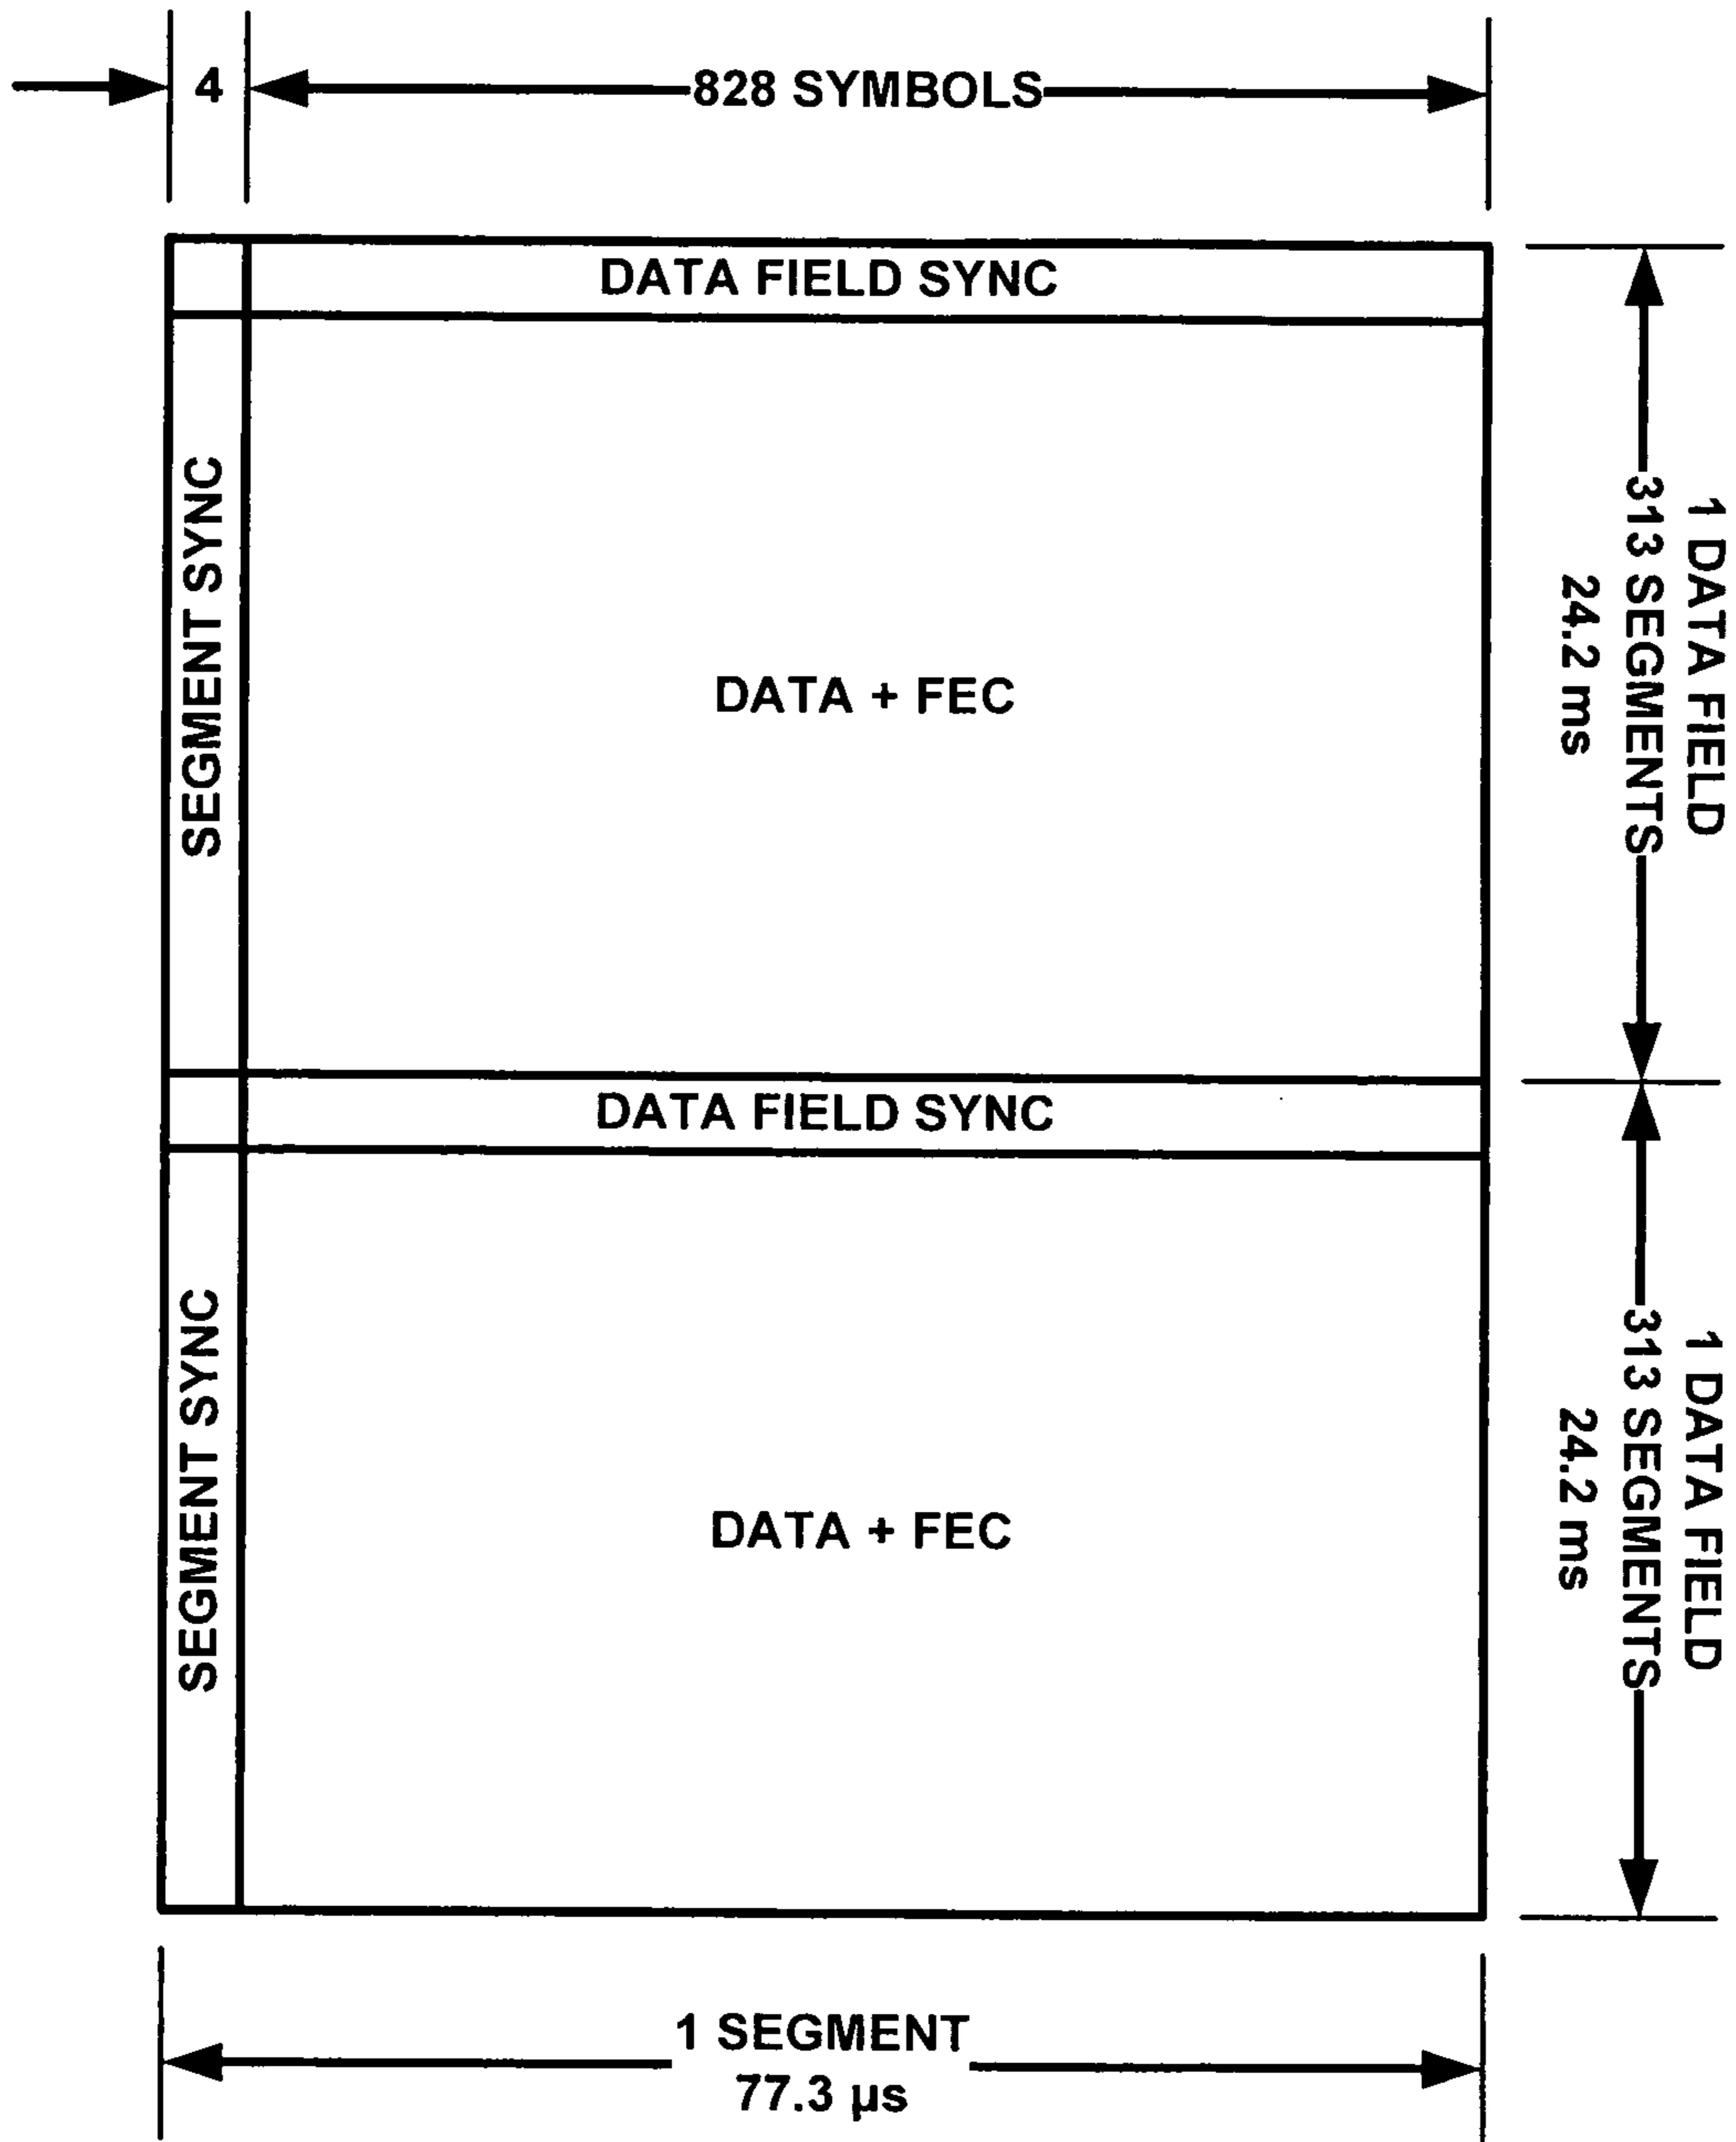 4
828 SYMBOLS
DATA FIELD SYNC
SEGMENT SYNC
DATA + FEC
1 DATA FIELD
313 SEGMENTS
24.2 ms
DATA FIELD SYNC
SEGMENT SYNC
DATA + FEC
1 DATA FIELD
313 SEGMENTS
24.2 ms
1 SEGMENT
77.3 µs